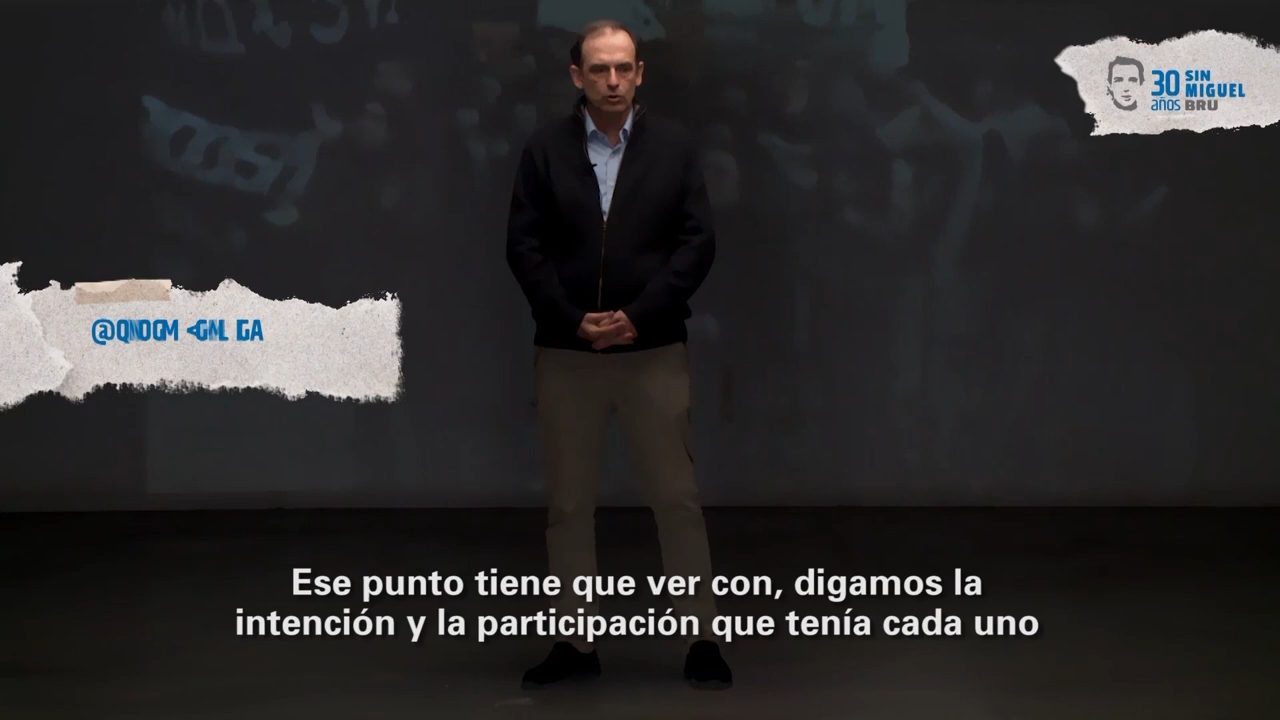 30 SIN
años MIGUEL
BRU
Ese punto tiene que ver con, digamos la
intención y la participación que tenía cada uno